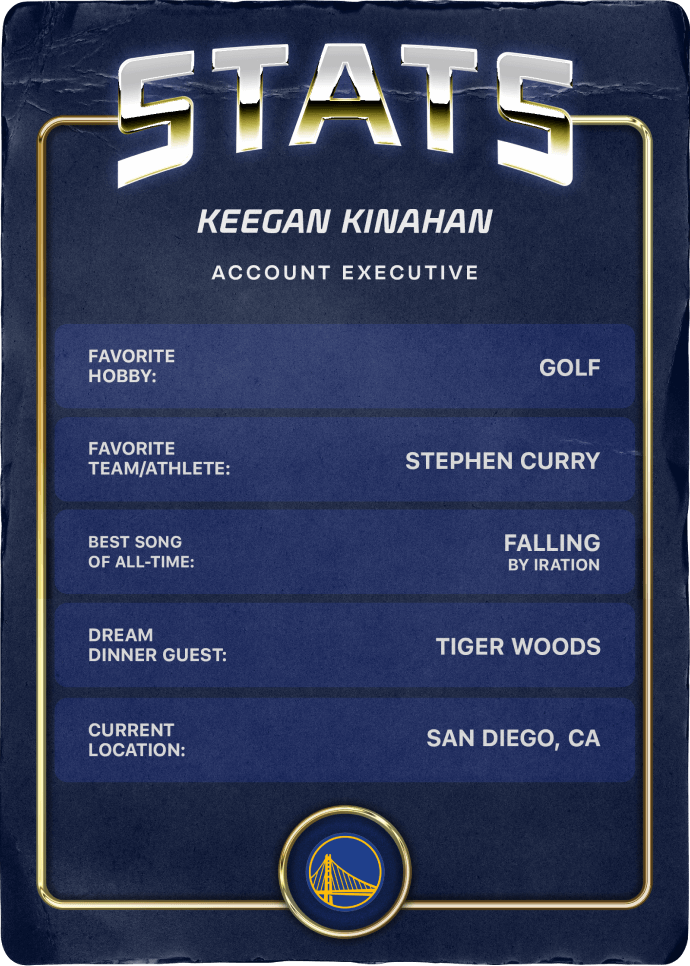 STATS
KEEGAN KINAHAN
ACCOUNT EXECUTIVE
FAVORITE
HOBBY:
GOLF
FAVORITE
TEAM/ATHLETE:
STEPHEN CURRY
BEST SONG
OF ALL-TIME:
FALLING
BY IRATION
DREAM
DINNER GUEST:
TIGER WOODS
CURRENT
LOCATION:
SAN DIEGO, CA